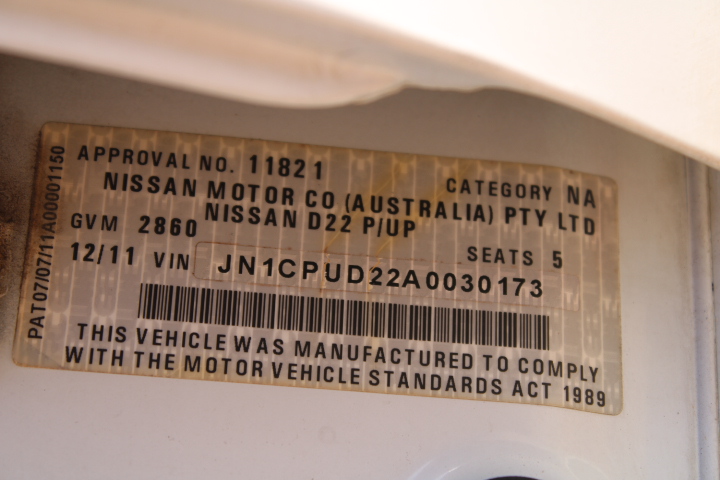 APPROVAL NO. 11821
CATEGORY NA
NISSAN MOTOR CO (AUSTRALIA) PTY LTD
GVM 2860 NISSAN D22 P/UP
SEATS 5
12/11 VIN JN1CPUD22A0030173
THIS VEHICLE WAS MANUFACTURED TO COMPLY
WITH THE MOTOR VEHICLE STANDARDS ACT 1989
PAT07/07/11A00001150